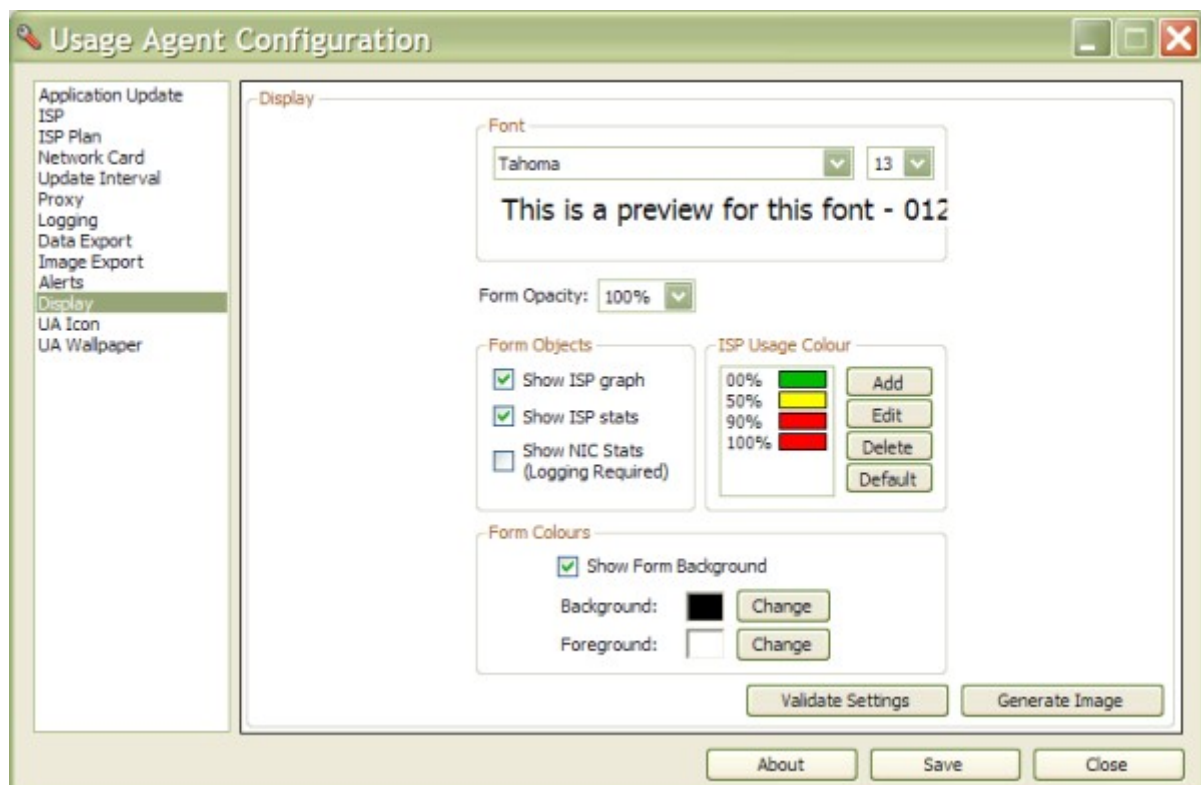 Usage Agent Configuration
Application Update
ISP
ISP Plan
Network Card
Update Interval
Proxy
Logging
Data Export
Image Export
Alerts
Display
UA Icon
UA Wallpaper
Display
Font
Tahoma 13
This is a preview for this font - 012
Form Opacity: 100%
Form Objects
Show ISP graph
Show ISP stats
Show NIC Stats
(Logging Required)
ISP Usage Colour
00%
50%
90%
100%
Add
Edit
Delete
Default
Form Colours
Show Form Background
Background: Change
Foreground: Change
Validate Settings Generate Image
About Save Close